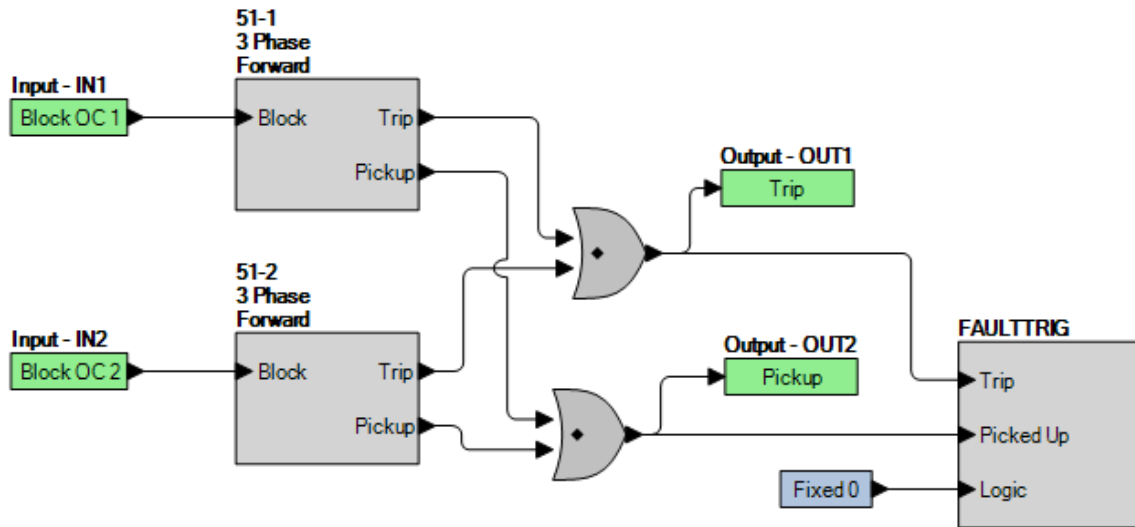 51-1
3 Phase
Forward
Input - IN1
Block OC 1
Block
Trip
Pickup
Output - OUT1
Trip
51-2
3 Phase
Forward
Input - IN2
Block OC 2
Block
Trip
Pickup
Output - OUT2
Pickup
FAULTTRIG
Trip
Picked Up
Fixed 0
Logic